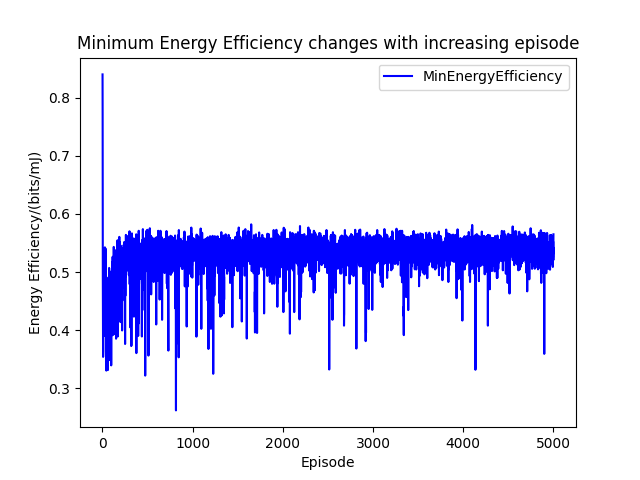 Minimum Energy Efficiency changes with increasing episode
MinEnergyEfficiency
0.8
0.7
0.6
0.5
0.4
0.3
Energy Efficiency/(bits/mJ)
0 1000 2000 3000 4000 5000
Episode